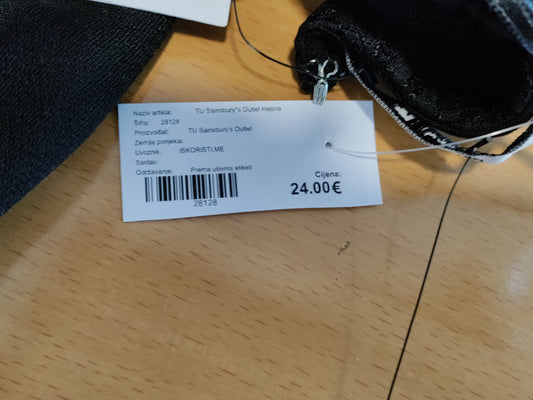 Naziv artikla: TU Sainsbury's Outlet Haljina
Šifra: 28128
Proizvođač: TU Sainsbury's Outlet
Zemlja porijekla:
Uvoznik: ISKORISTI.ME
Sastav:
Održavanje: Prema ušivnoj etiketi
28128
Cijena:
24.00€